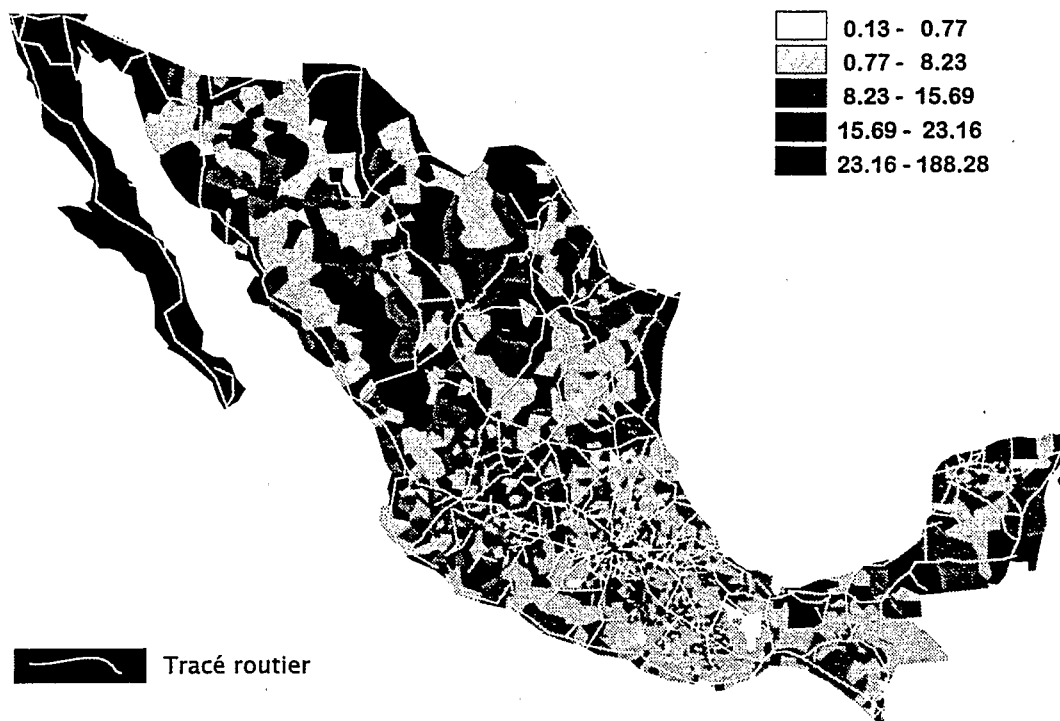 0.13 - 0.77
0.77 - 8.23
8.23 - 15.69
15.69 - 23.16
23.16 - 188.28
Tracé routier